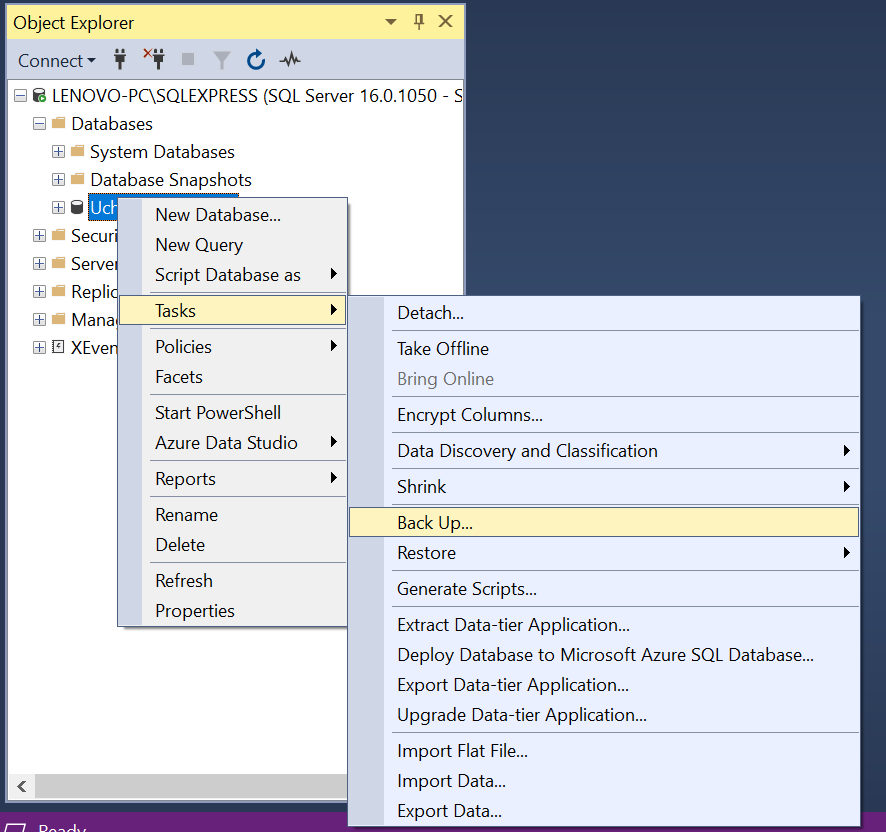 Object Explorer
Connect
LENOVO-PC\SQLEXPRESS (SQL Server 16.0.1050 - S
Databases
System Databases
Database Snapshots
Uch
Securi
Server
Replic
Manag
XEven
New Database...
New Query
Script Database as
Tasks
Policies
Facets
Start PowerShell
Azure Data Studio
Reports
Rename
Delete
Refresh
Properties
Detach...
Take Offline
Bring Online
Encrypt Columns...
Data Discovery and Classification
Shrink
Back Up...
Restore
Generate Scripts...
Extract Data-tier Application...
Deploy Database to Microsoft Azure SQL Database...
Export Data-tier Application...
Upgrade Data-tier Application...
Import Flat File...
Import Data...
Export Data...
Ready